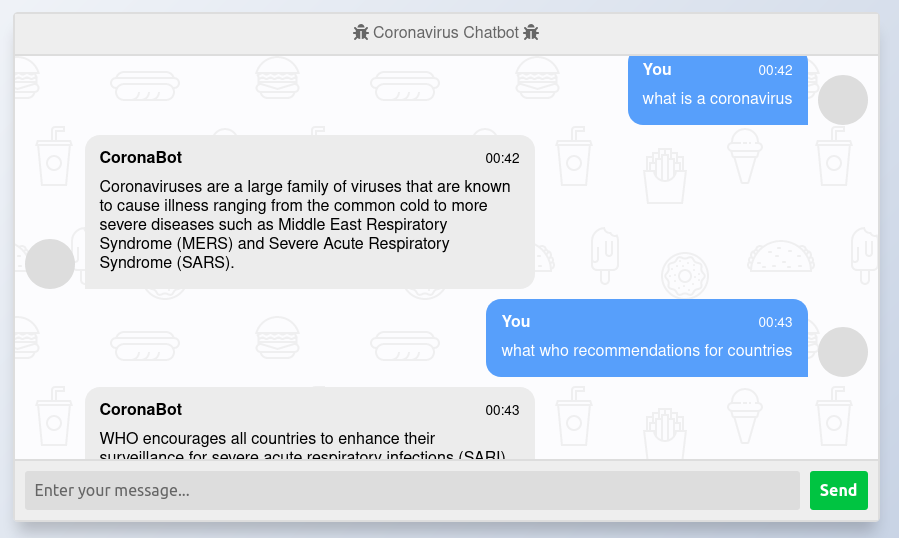 Coronavirus Chatbot
You 00:42
what is a coronavirus
CoronaBot 00:42
Coronaviruses are a large family of viruses that are known
to cause illness ranging from the common cold to more
severe diseases such as Middle East Respiratory
Syndrome (MERS) and Severe Acute Respiratory
Syndrome (SARS).
You 00:43
what who recommendations for countries
CoronaBot 00:43
WHO encourages all countries to enhance their
surveillance for severe acute respiratory infections (SARI)
Enter your message...
Send